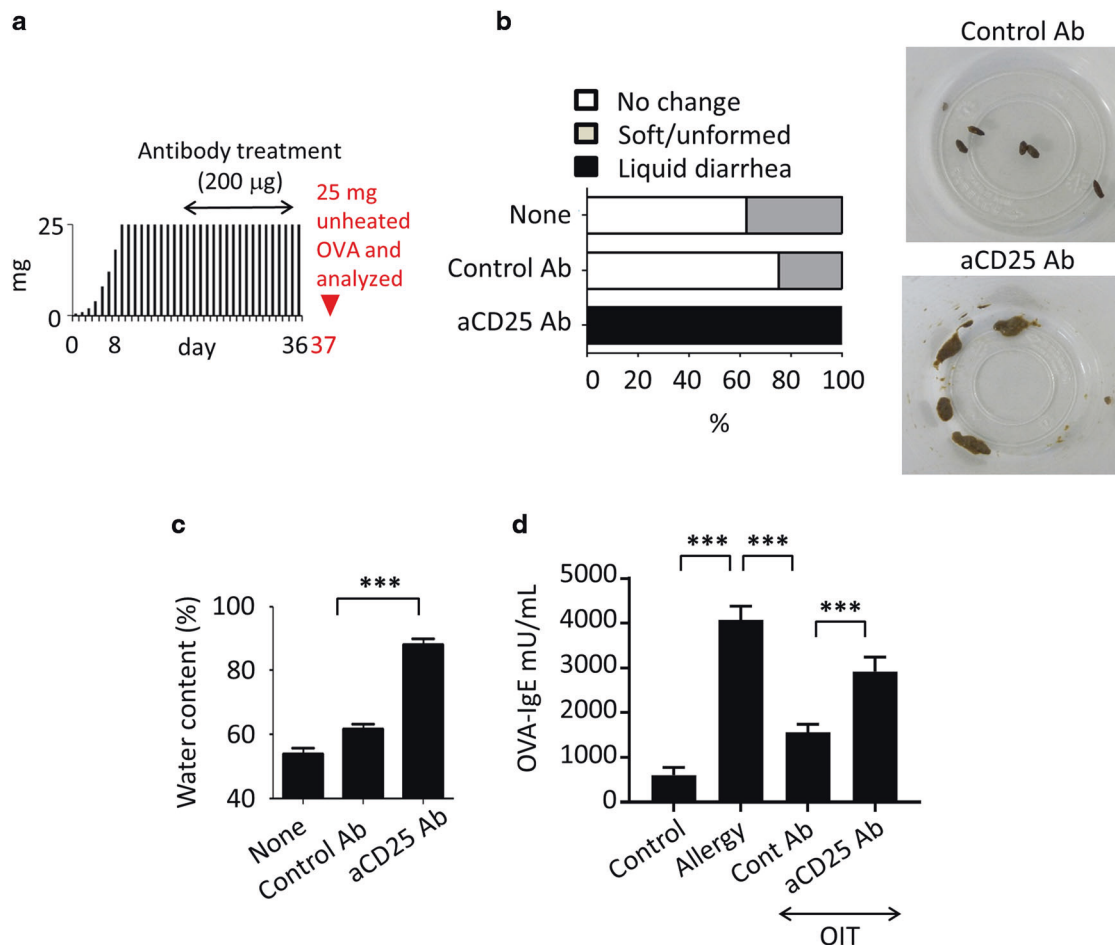 a
Antibody treatment
(200 µg)
25 mg
unheated
OVA and
analyzed
25
mg
0
0 8 day 36 37
b
No change
Soft/unformed
Liquid diarrhea
None
Control Ab
aCD25 Ab
0 20 40 60 80 100
%
Control Ab
aCD25 Ab
c
***
100
80
60
40
Water content (%)
None
Control Ab
aCD25 Ab
d
*** ***
***
5000
4000
3000
2000
1000
0
OVA-IgE mU/mL
Control
Allergy
Cont Ab
aCD25 Ab
OIT